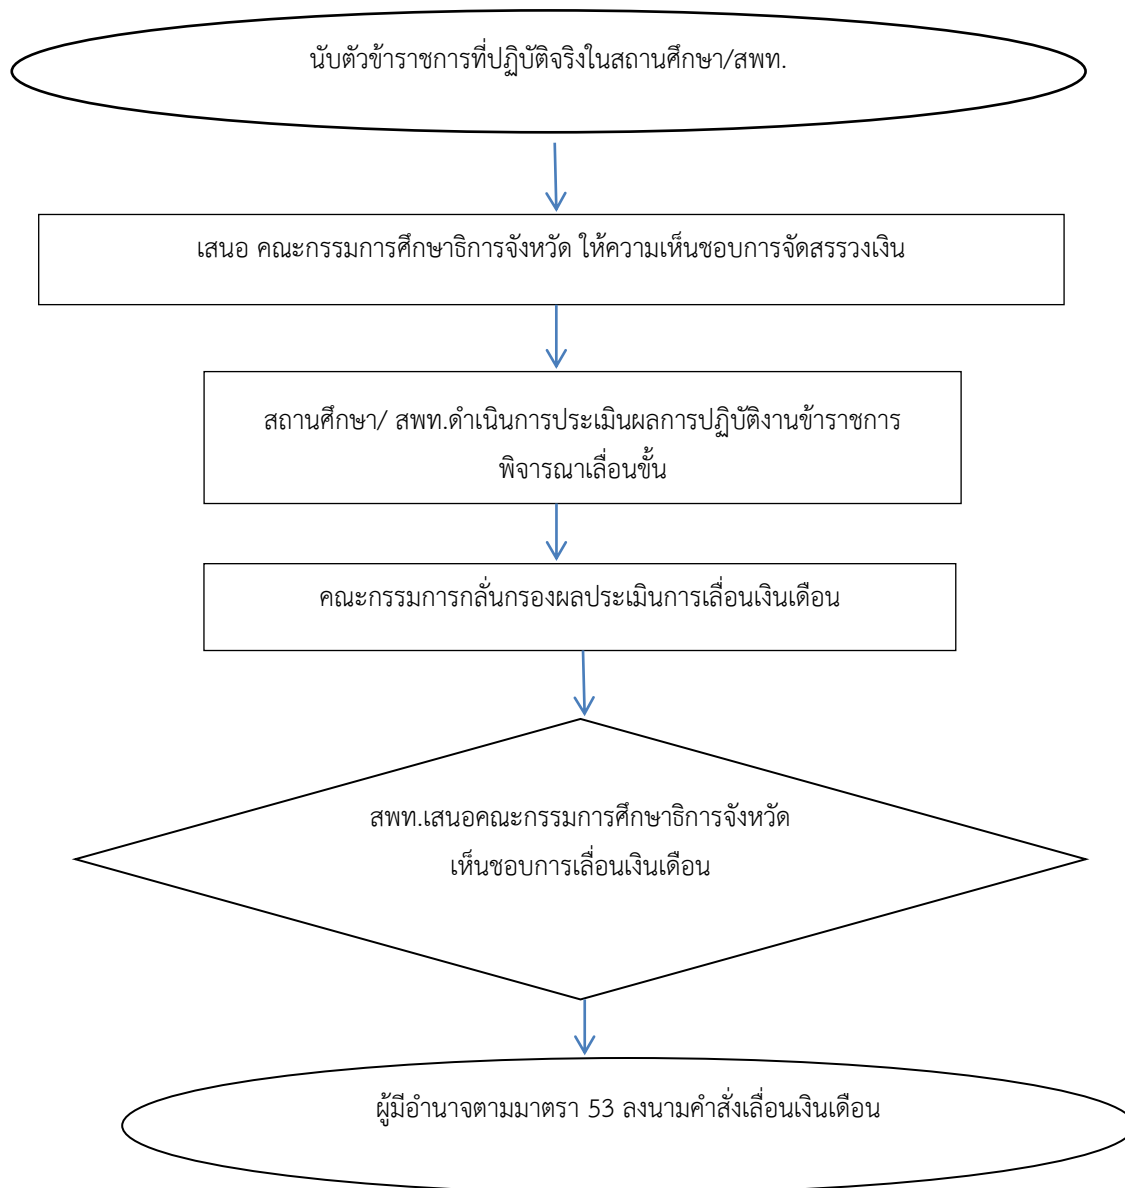 นับตัวข้าราชการที่ปฏิบัติจริงในสถานศึกษา/สพท.
เสนอ คณะกรรมการศึกษาธิการจังหวัด ให้ความเห็นชอบการจัดสรรวงเงิน
สถานศึกษา/ สพท.ดำเนินการประเมินผลการปฏิบัติงานข้าราชการ
พิจารณาเลื่อนขั้น
คณะกรรมการกลั่นกรองผลประเมินการเลื่อนเงินเดือน
สพท.เสนอคณะกรรมการศึกษาธิการจังหวัด
เห็นชอบการเลื่อนเงินเดือน
ผู้มีอำนาจตามมาตรา 53 ลงนามคำสั่งเลื่อนเงินเดือน